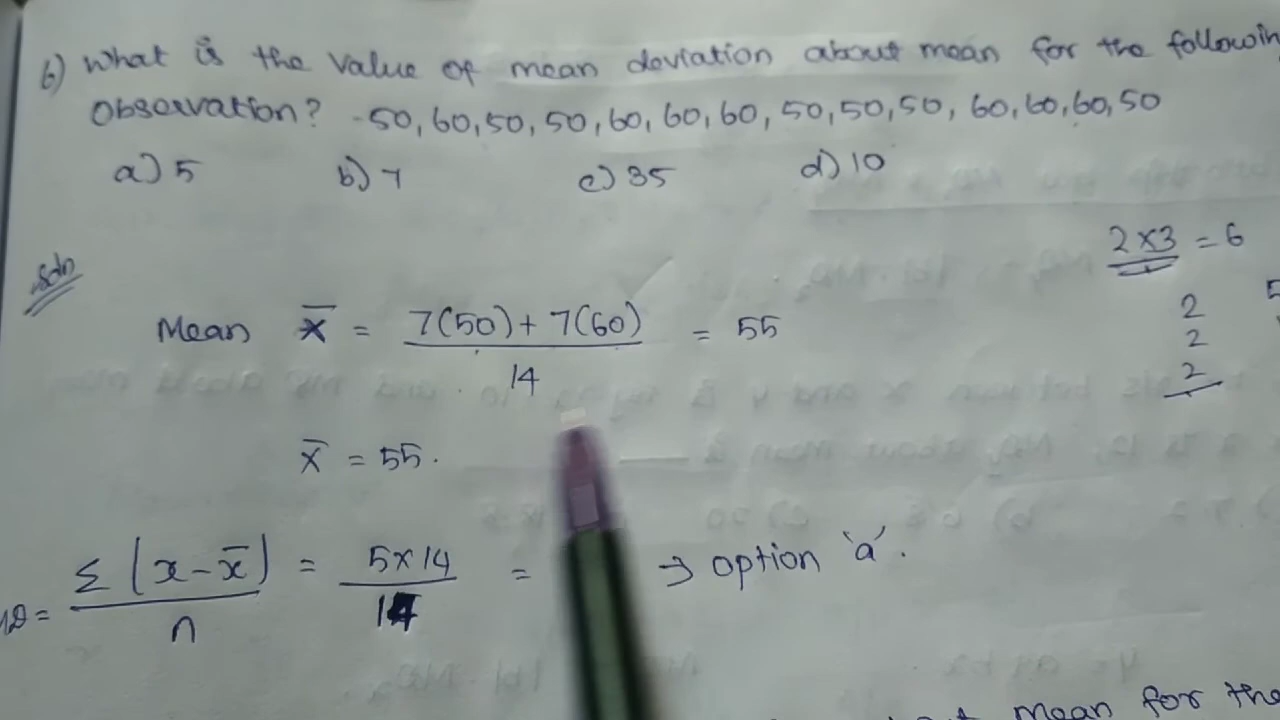 6) What is the value of mean deviation about mean for the followin
Observation? 50, 60, 50, 50, 60, 60, 60, 50, 50, 50, 60, 60, 60, 50
a) 5 b) 7 c) 35 d) 10
Soln
2×3 = 6
2
2
2
5
Mean x̄ = 7(50) + 7(60) / 14 = 55
x̄ = 55.
MD = Σ |x - x̄| / n = 5×14 / 14 = → option 'a'.
mean for the